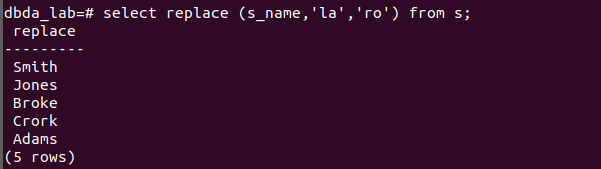 dbda_lab=# select replace (s_name,'la','ro') from s;
 replace
---------
 Smith
 Jones
 Broke
 Crork
 Adams
(5 rows)